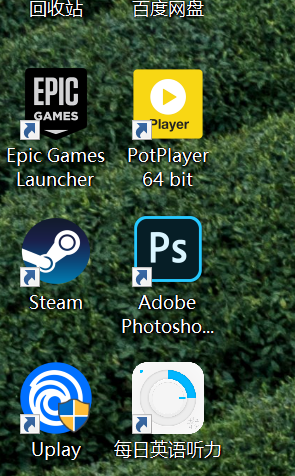 回收站
百度网盘
EPIC
GAMES
Epic Games
Launcher
Player
PotPlayer
64 bit
Steam
Ps
Adobe
Photosho...
Uplay
每日英语听力